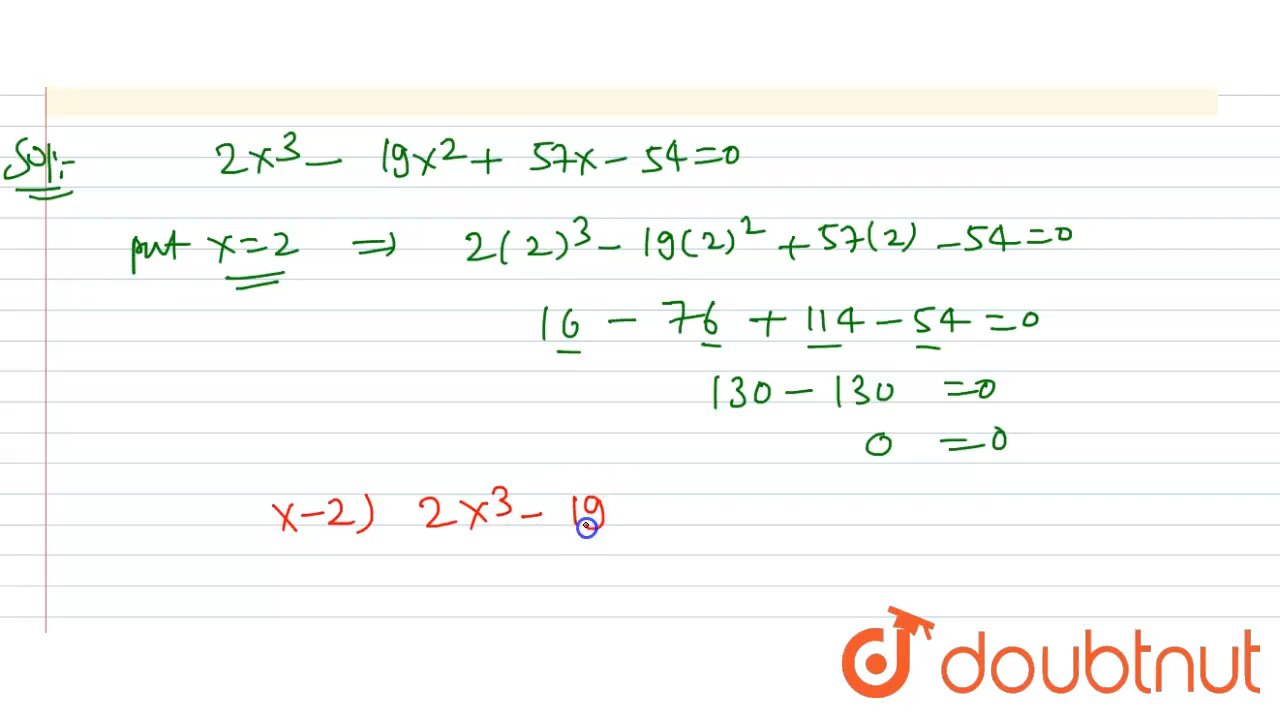 Sol:-
2x³ - 19x² + 57x - 54 = 0
put x = 2 ⇒ 2(2)³ - 19(2)² + 57(2) - 54 = 0
16 - 76 + 114 - 54 = 0
130 - 130 = 0
0 = 0
x-2) 2x³ - 19
doubtnut